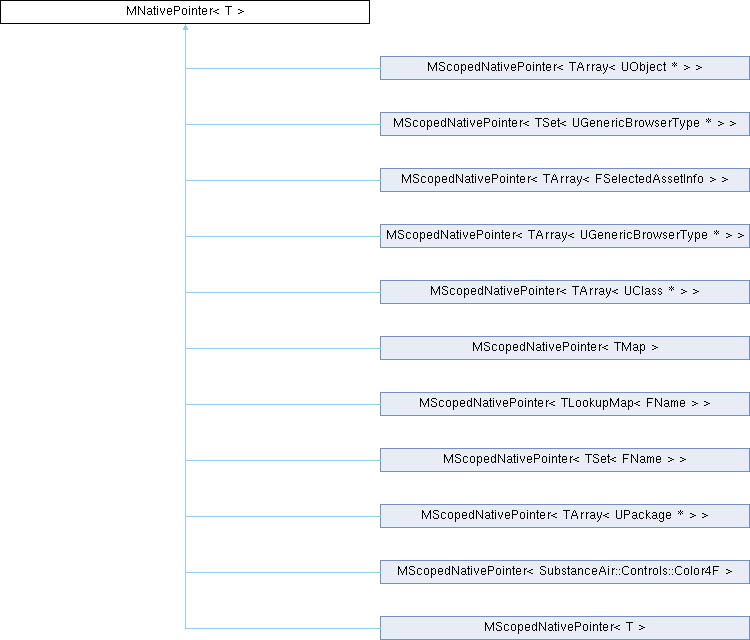 MNativePointer< T >
MScopedNativePointer< TArray< UObject * > >
MScopedNativePointer< TSet< UGenericBrowserType * > >
MScopedNativePointer< TArray< FSelectedAssetInfo > >
MScopedNativePointer< TArray< UGenericBrowserType * > >
MScopedNativePointer< TArray< UClass * > >
MScopedNativePointer< TMap >
MScopedNativePointer< TLookupMap< FName > >
MScopedNativePointer< TSet< FName > >
MScopedNativePointer< TArray< UPackage * > >
MScopedNativePointer< SubstanceAir::Controls::Color4F >
MScopedNativePointer< T >